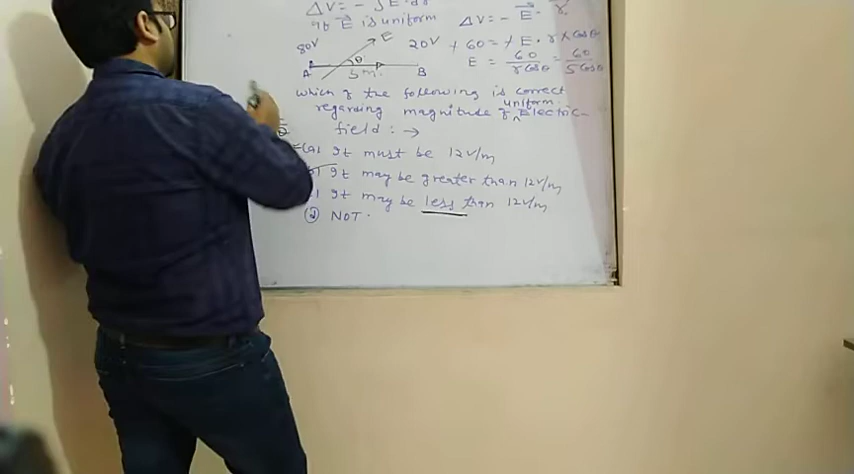 ΔV = - ∫ E⃗. dr⃗
If E⃗ is uniform ΔV = - E⃗. r⃗
80V E⃗ 20V + 60 = + E. r x cosθ
θ
A 5 m. B E = 60/(r cosθ) = 60/(5 cosθ)
which of the following is correct
regarding magnitude of uniform Electric
field : →
(a) It must be 12 V/m
It may be greater than 12 V/m
It may be less than 12 V/m
(d) NOT.